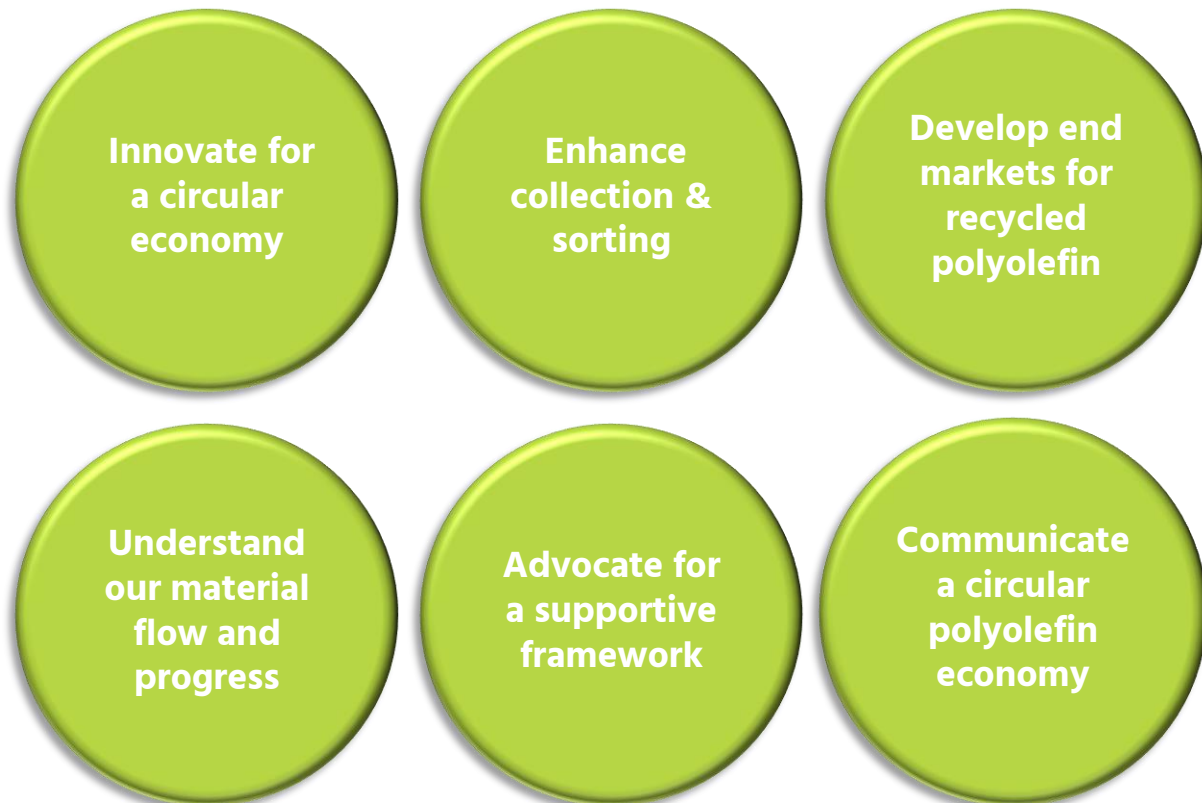 Innovate for
a circular
economy
Enhance
collection &
sorting
Develop end
markets for
recycled
polyolefin
Understand
our material
flow and
progress
Advocate for
a supportive
framework
Communicate
a circular
polyolefin
economy